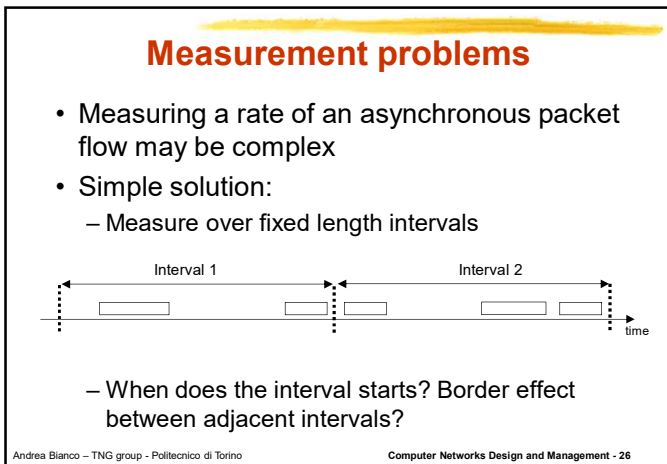 Measurement problems
• Measuring a rate of an asynchronous packet
flow may be complex
• Simple solution:
– Measure over fixed length intervals
Interval 1
Interval 2
time
– When does the interval starts? Border effect
between adjacent intervals?
Andrea Bianco – TNG group - Politecnico di Torino
Computer Networks Design and Management - 26